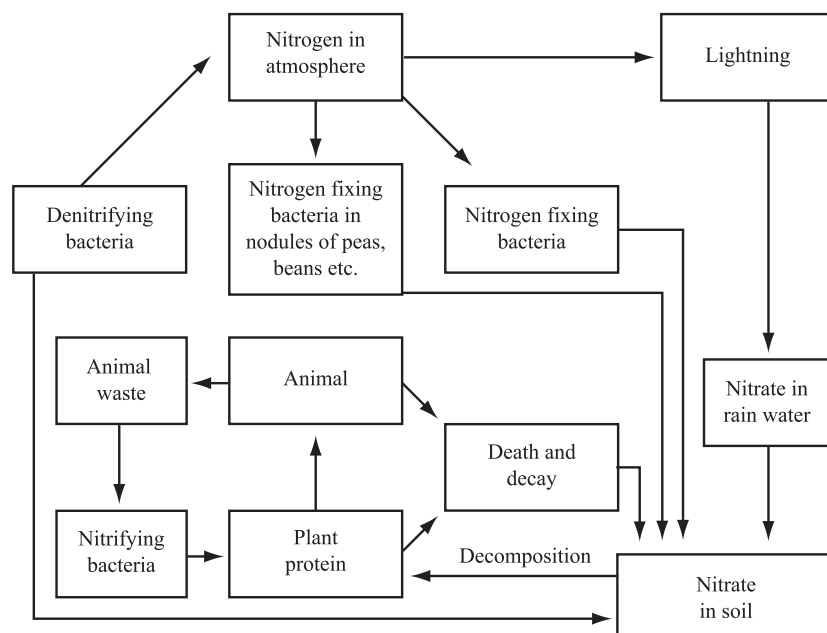 Nitrogen in
atmosphere
Lightning
Nitrogen fixing
bacteria in
nodules of peas,
beans etc.
Nitrogen fixing
bacteria
Denitrifying
bacteria
Animal
waste
Animal
Nitrate in
rain water
Death and
decay
Nitrifying
bacteria
Plant
protein
Decomposition
Nitrate
in soil